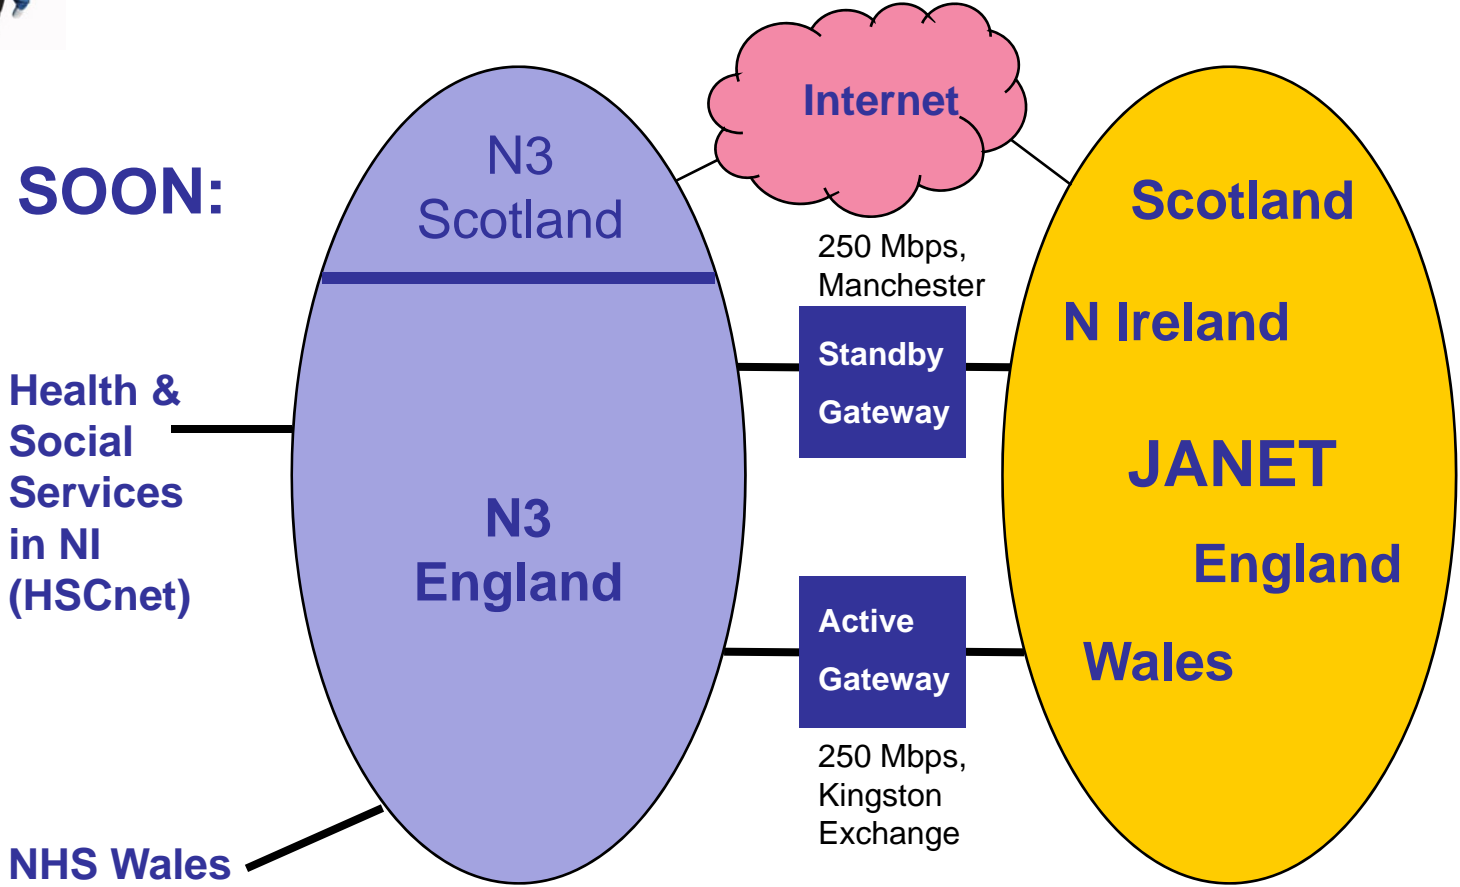 SOON:
N3
Scotland
Internet
Scotland
250 Mbps,
Manchester
N Ireland
Standby
Gateway
Health &
Social
Services
in NI
(HSCnet)
JANET
N3
England
England
Active
Gateway
Wales
250 Mbps,
Kingston
Exchange
NHS Wales